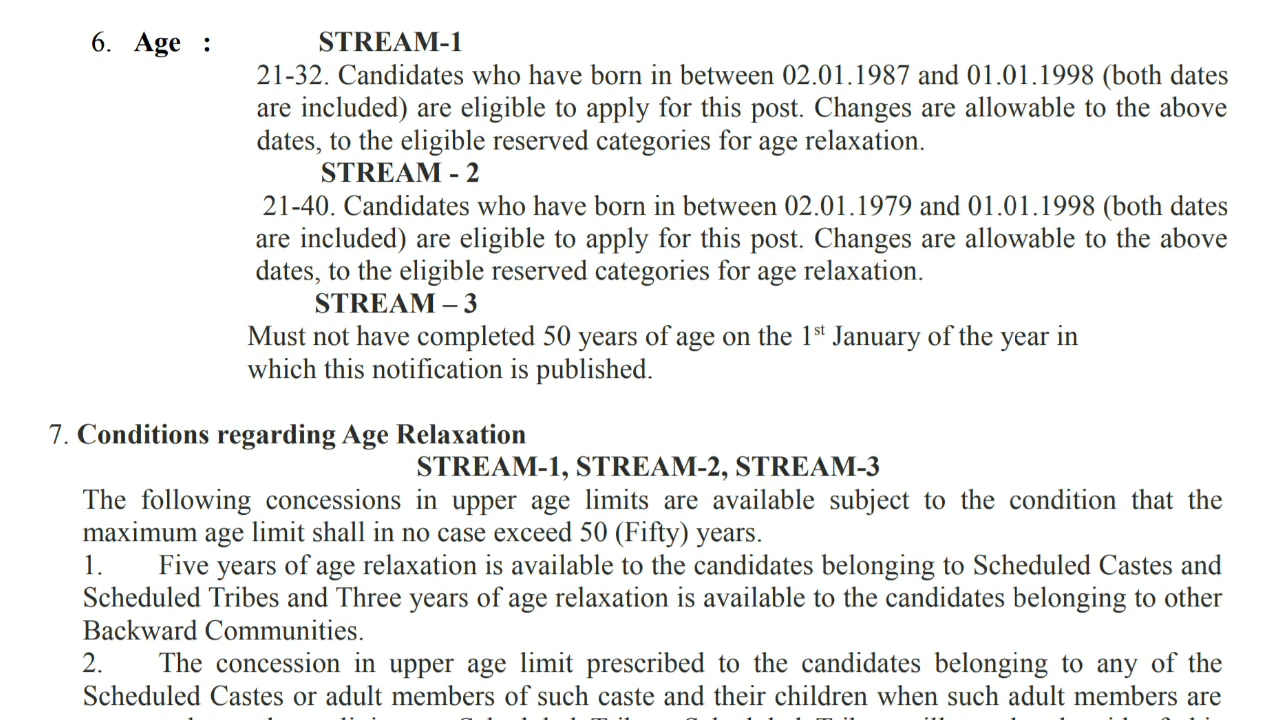 6. Age : STREAM-1
21-32. Candidates who have born in between 02.01.1987 and 01.01.1998 (both dates
are included) are eligible to apply for this post. Changes are allowable to the above
dates, to the eligible reserved categories for age relaxation.
STREAM - 2
21-40. Candidates who have born in between 02.01.1979 and 01.01.1998 (both dates
are included) are eligible to apply for this post. Changes are allowable to the above
dates, to the eligible reserved categories for age relaxation.
STREAM – 3
Must not have completed 50 years of age on the 1st January of the year in
which this notification is published.
7. Conditions regarding Age Relaxation
STREAM-1, STREAM-2, STREAM-3
The following concessions in upper age limits are available subject to the condition that the
maximum age limit shall in no case exceed 50 (Fifty) years.
1. Five years of age relaxation is available to the candidates belonging to Scheduled Castes and
Scheduled Tribes and Three years of age relaxation is available to the candidates belonging to other
Backward Communities.
2. The concession in upper age limit prescribed to the candidates belonging to any of the
Scheduled Castes or adult members of such caste and their children when such adult members are